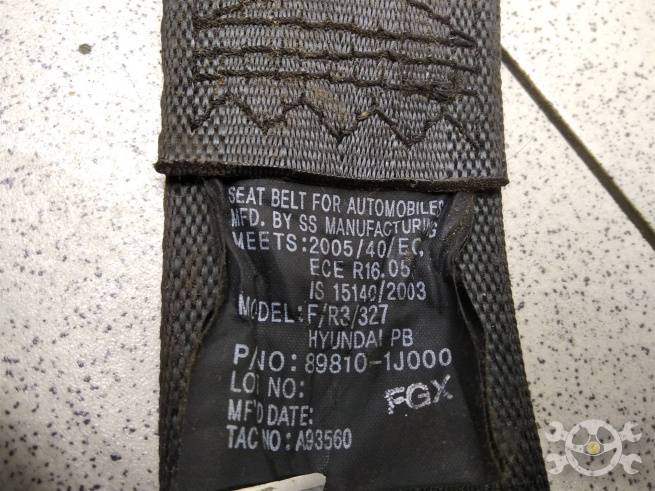 SEAT BELT FOR AUTOMOBILES
MFD. BY SS MANUFACTURING
MEETS:2005/40/EC,
ECE R16.05
IS 15140/2003
MODEL:F/R3/327
HYUNDAI PB
P/NO: 89810-1J000
LOT NO:
FGX
MFD DATE:
TAC NO: A93560